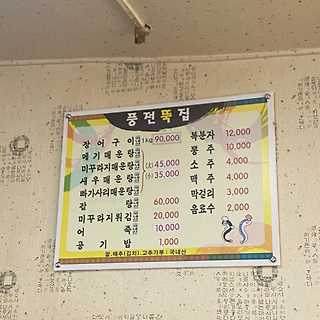 풍전뚝집
장어구이 1kg 90,000
메기매운탕
미꾸라지매운탕 (大) 45,000
새우매운탕 (小) 35,000
빠가사리매운탕
잡탕 60,000
미꾸라지튀김 20,000
어죽 10,000
공기밥 1,000
복분자 12,000
풍주 10,000
소주 4,000
맥주 4,000
막걸리 3,000
음료수 2,000
쌀.배추(김치).고추가루 : 국내산